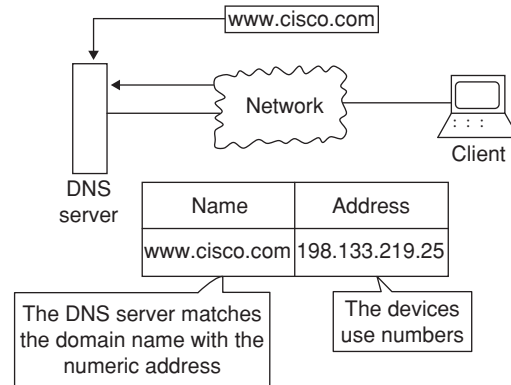 www.cisco.com
Network
Client
DNS
server
Name Address
www.cisco.com 198.133.219.25
The DNS server matches
the domain name with the
numeric address
The devices
use numbers